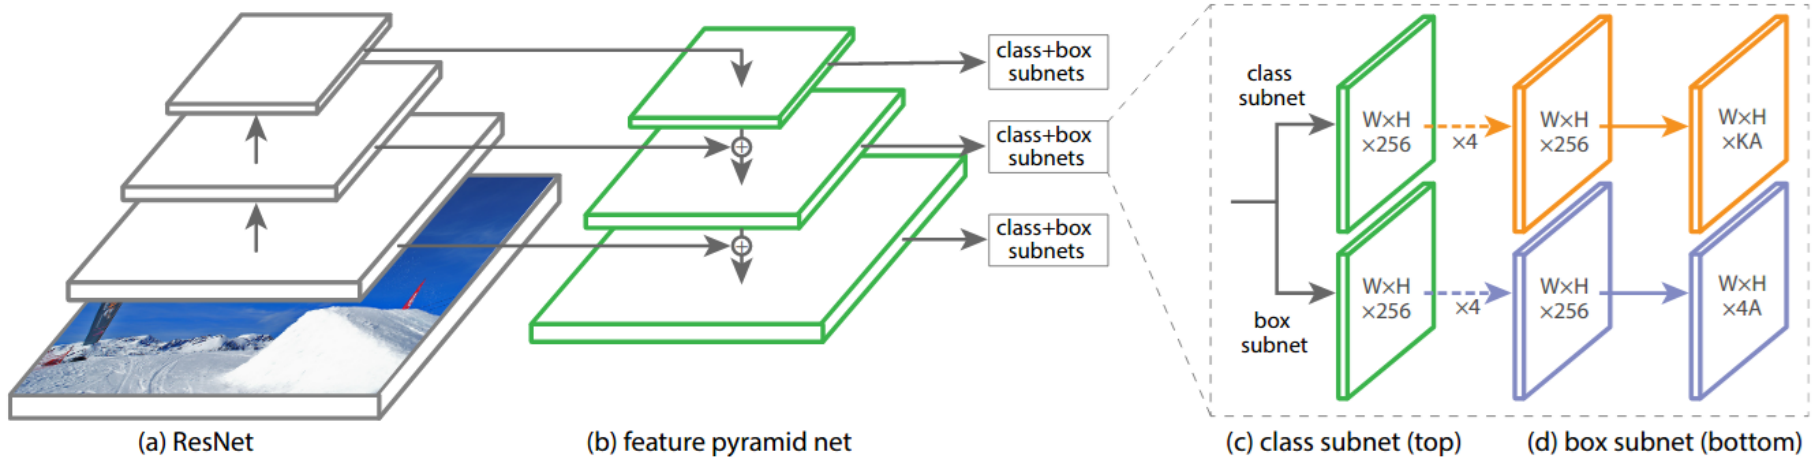 class+box
subnets
class+box
subnets
class+box
subnets
class
subnet
W×H
×256
×4
W×H
×256
W×H
×KA
box
subnet
W×H
×256
×4
W×H
×256
W×H
×4A
(a) ResNet
(b) feature pyramid net
(c) class subnet (top)
(d) box subnet (bottom)